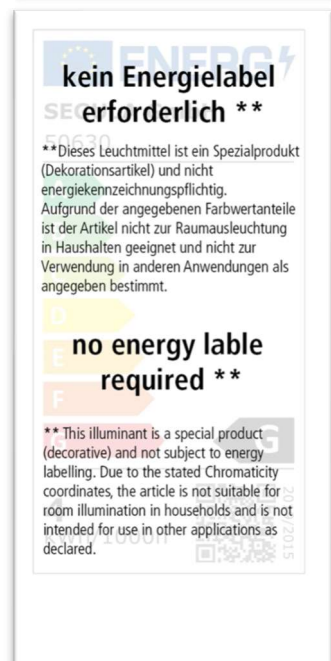 ENERG
kein Energielabel
erforderlich **
50630
**Dieses Leuchtmittel ist ein Spezialprodukt
(Dekorationsartikel) und nicht
energiekennzeichnungspflichtig.
Aufgrund der angegebenen Farbwertanteile
ist der Artikel nicht zur Raumausleuchtung
in Haushalten geeignet und nicht zur
Verwendung in anderen Anwendungen als
angegeben bestimmt.
D
no energy lable
E
required **
F
G
** This illuminant is a special product
(decorative) and not subject to energy
labelling. Due to the stated Chromaticity
coordinates, the article is not suitable for
room illumination in households and is not
intended for use in other applications as
declared.